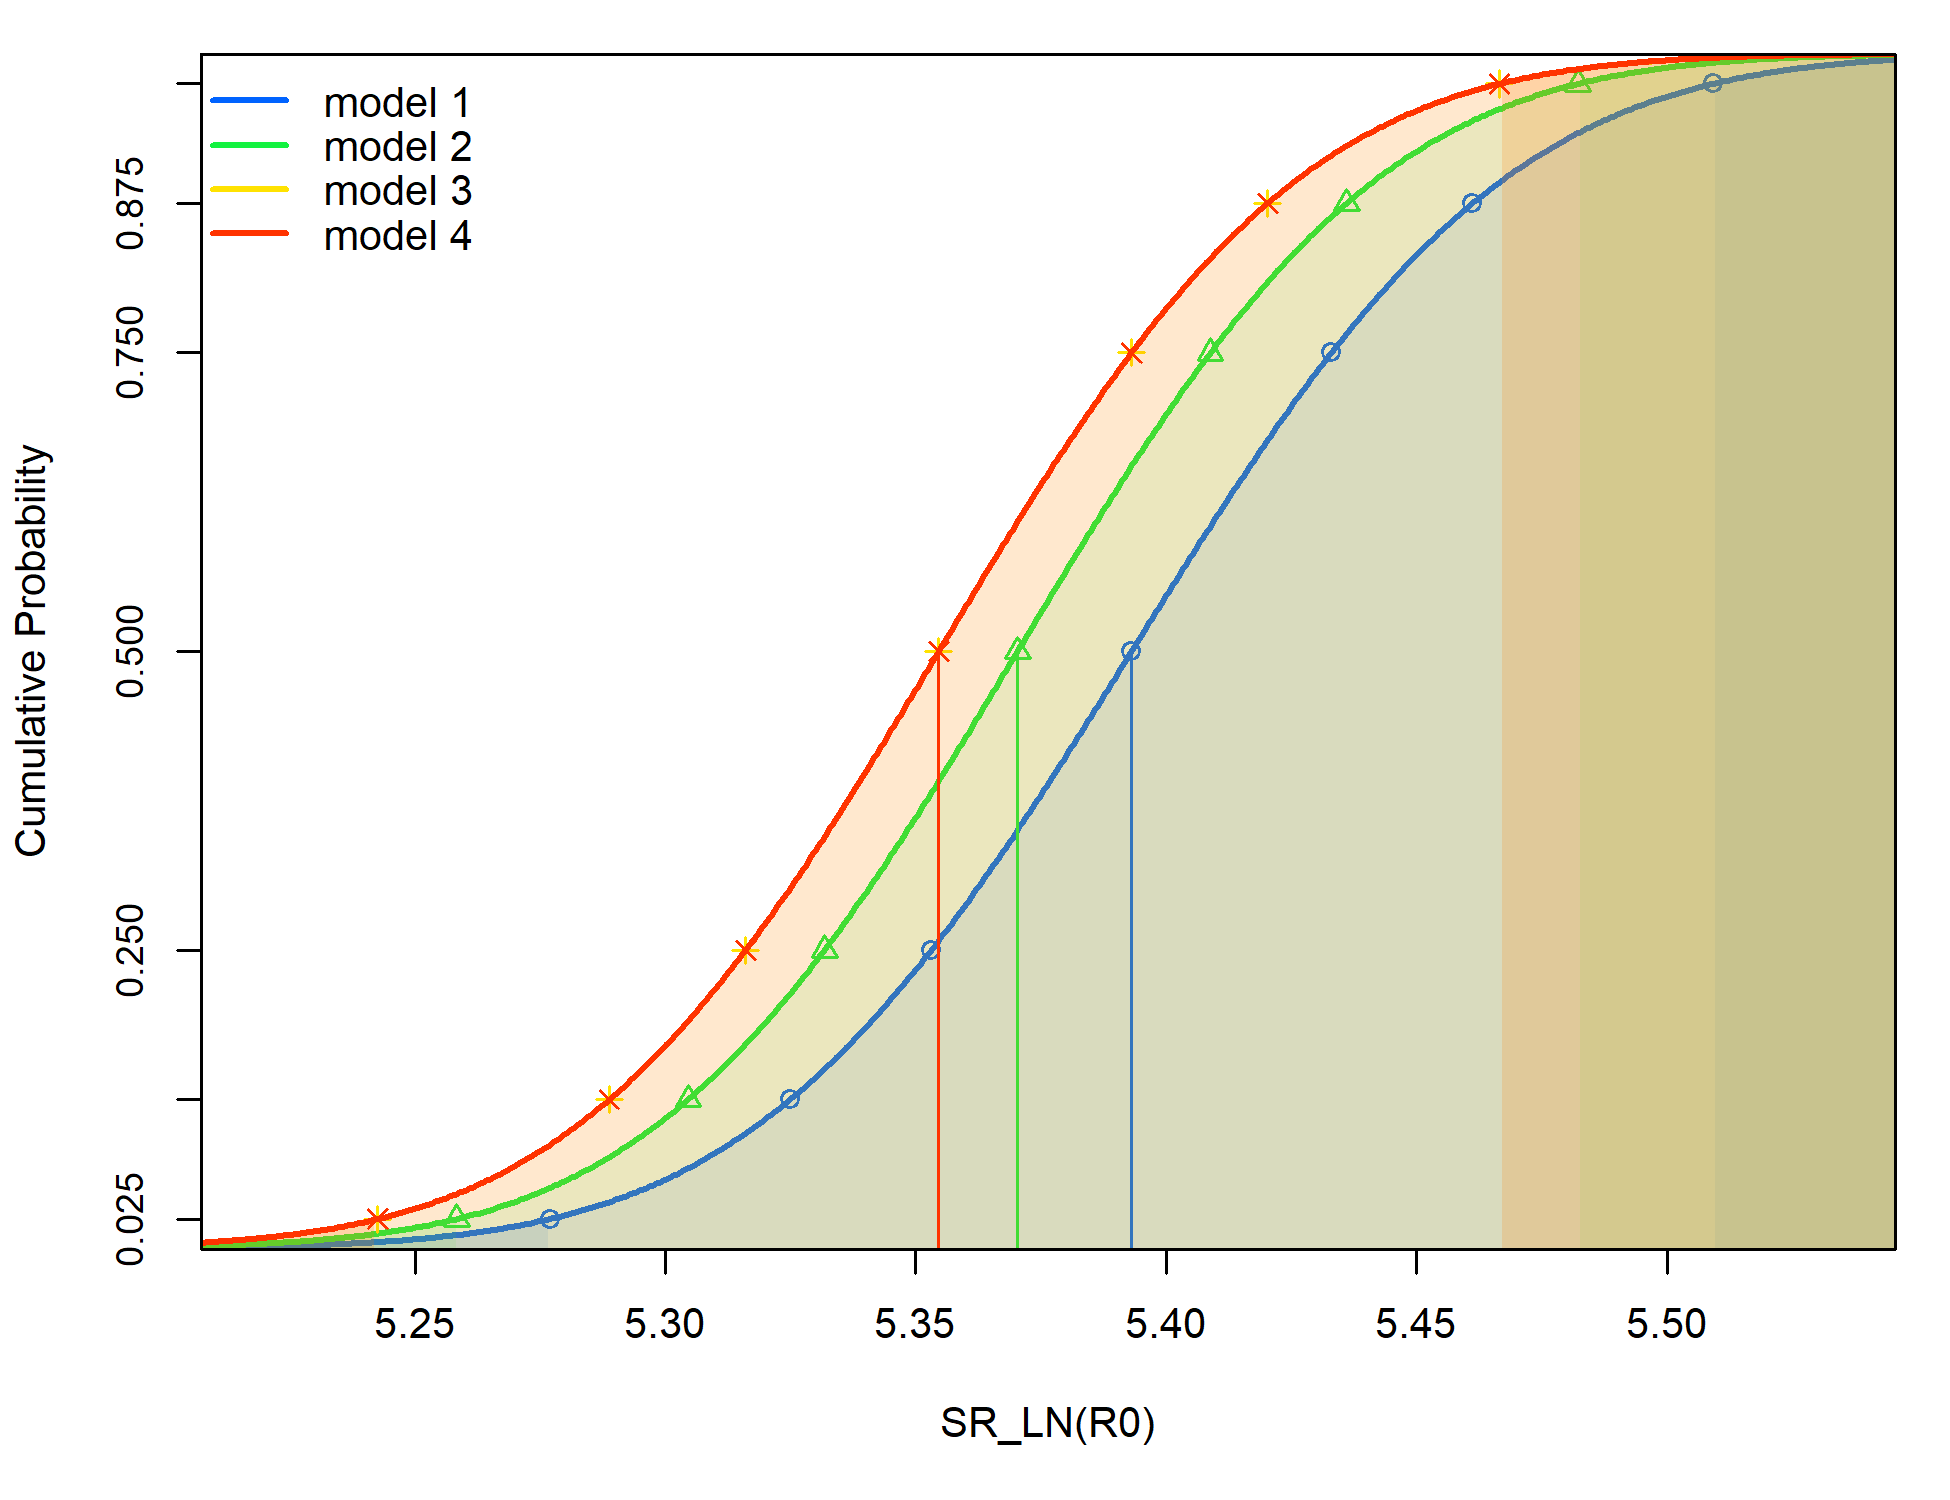 model 1
model 2
model 3
model 4
Cumulative Probability
0.875
0.750
0.500
0.250
0.025
5.25 5.30 5.35 5.40 5.45 5.50
SR_LN(R0)